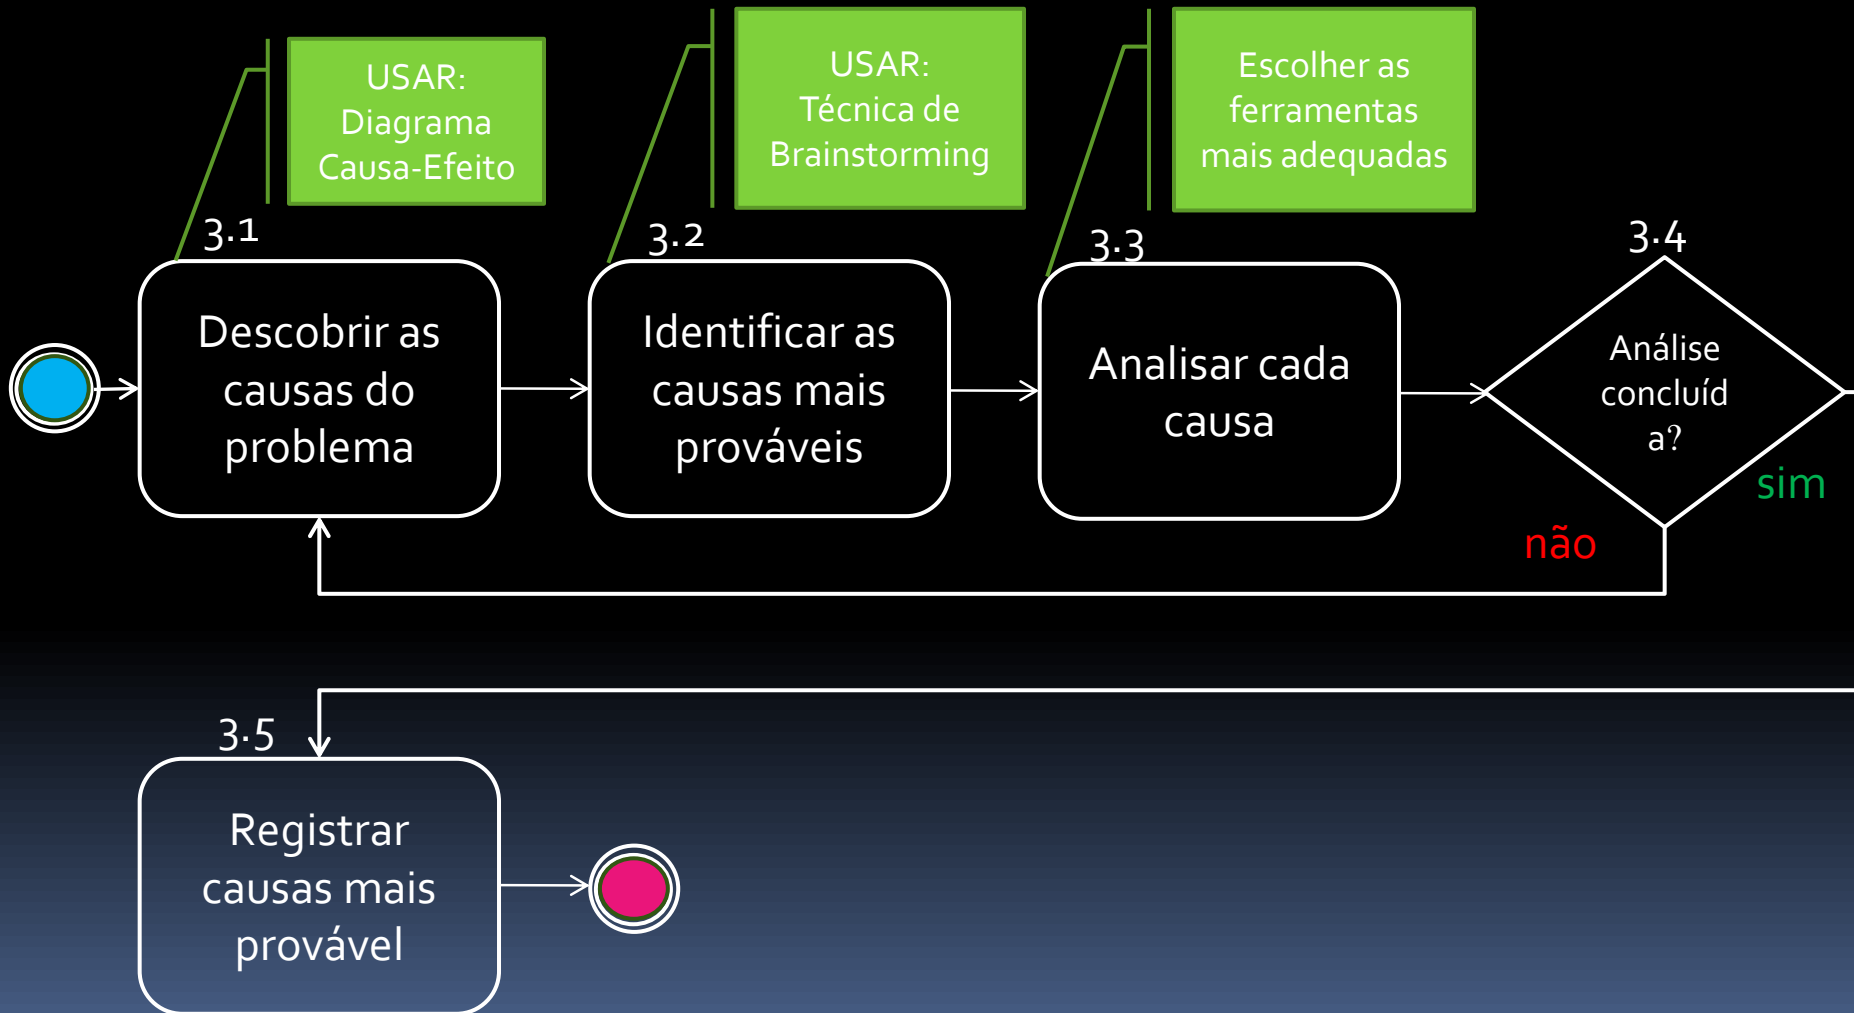 USAR:
Diagrama
Causa-Efeito
USAR:
Técnica de
Brainstorming
Escolher as
ferramentas
mais adequadas
3.1
3.2
3.3
3.4
Descobrir as
causas do
problema
Identificar as
causas mais
prováveis
Analisar cada
causa
Análise
concluíd
a?
sim
não
3.5
Registrar
causas mais
provável